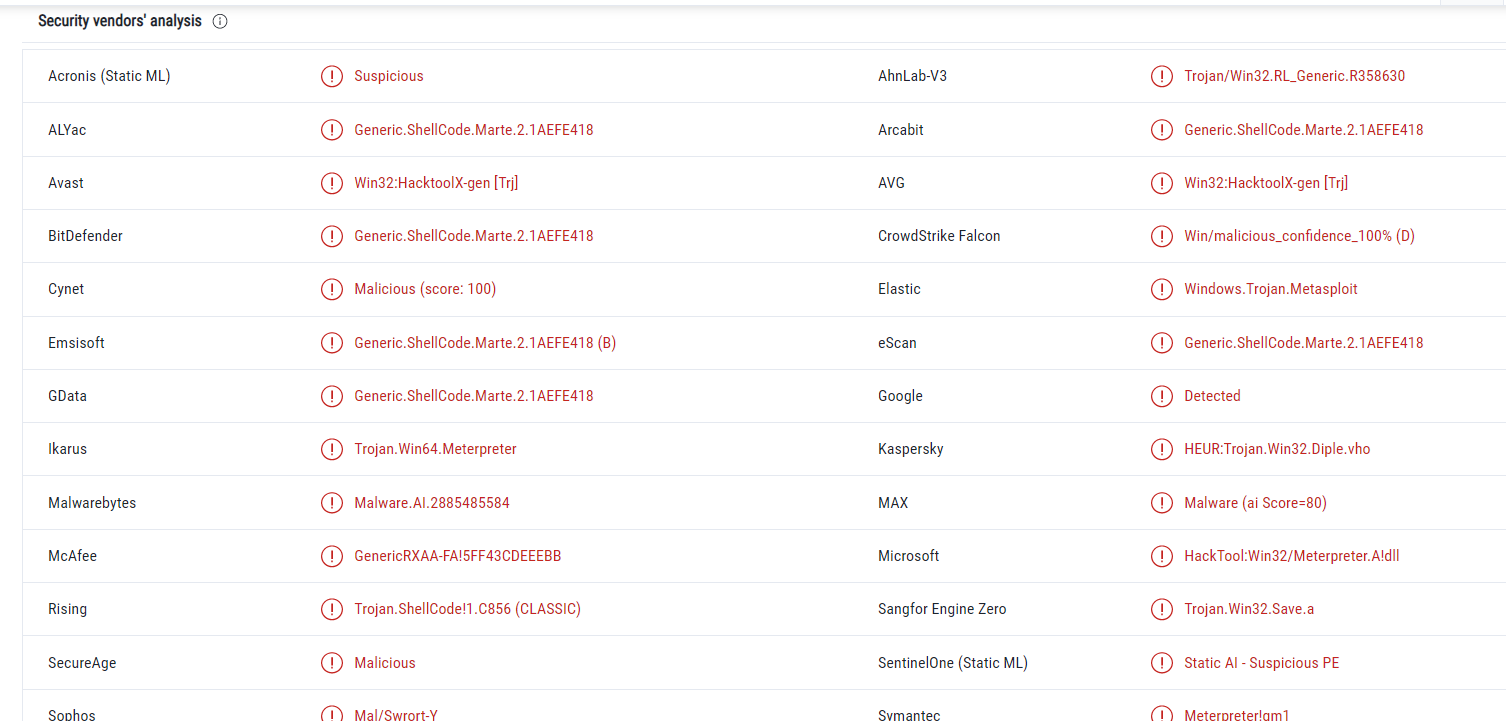 Security vendors' analysis
Acronis (Static ML) Suspicious AhnLab-V3 Trojan/Win32.RL_Generic.R358630
ALYac Generic.ShellCode.Marte.2.1AEFE418 Arcabit Generic.ShellCode.Marte.2.1AEFE418
Avast Win32:HacktoolX-gen [Trj] AVG Win32:HacktoolX-gen [Trj]
BitDefender Generic.ShellCode.Marte.2.1AEFE418 CrowdStrike Falcon Win/malicious_confidence_100% (D)
Cynet Malicious (score: 100) Elastic Windows.Trojan.Metasploit
Emsisoft Generic.ShellCode.Marte.2.1AEFE418 (B) eScan Generic.ShellCode.Marte.2.1AEFE418
GData Generic.ShellCode.Marte.2.1AEFE418 Google Detected
Ikarus Trojan.Win64.Meterpreter Kaspersky HEUR:Trojan.Win32.Diple.vho
Malwarebytes Malware.AI.2885485584 MAX Malware (ai Score=80)
McAfee GenericRXAA-FA!5FF43CDEEEBB Microsoft HackTool:Win32/Meterpreter.A!dll
Rising Trojan.ShellCode!1.C856 (CLASSIC) Sangfor Engine Zero Trojan.Win32.Save.a
SecureAge Malicious SentinelOne (Static ML) Static AI - Suspicious PE
Sophos Mal/Swrort-Y Symantec Meterpreter!gm1